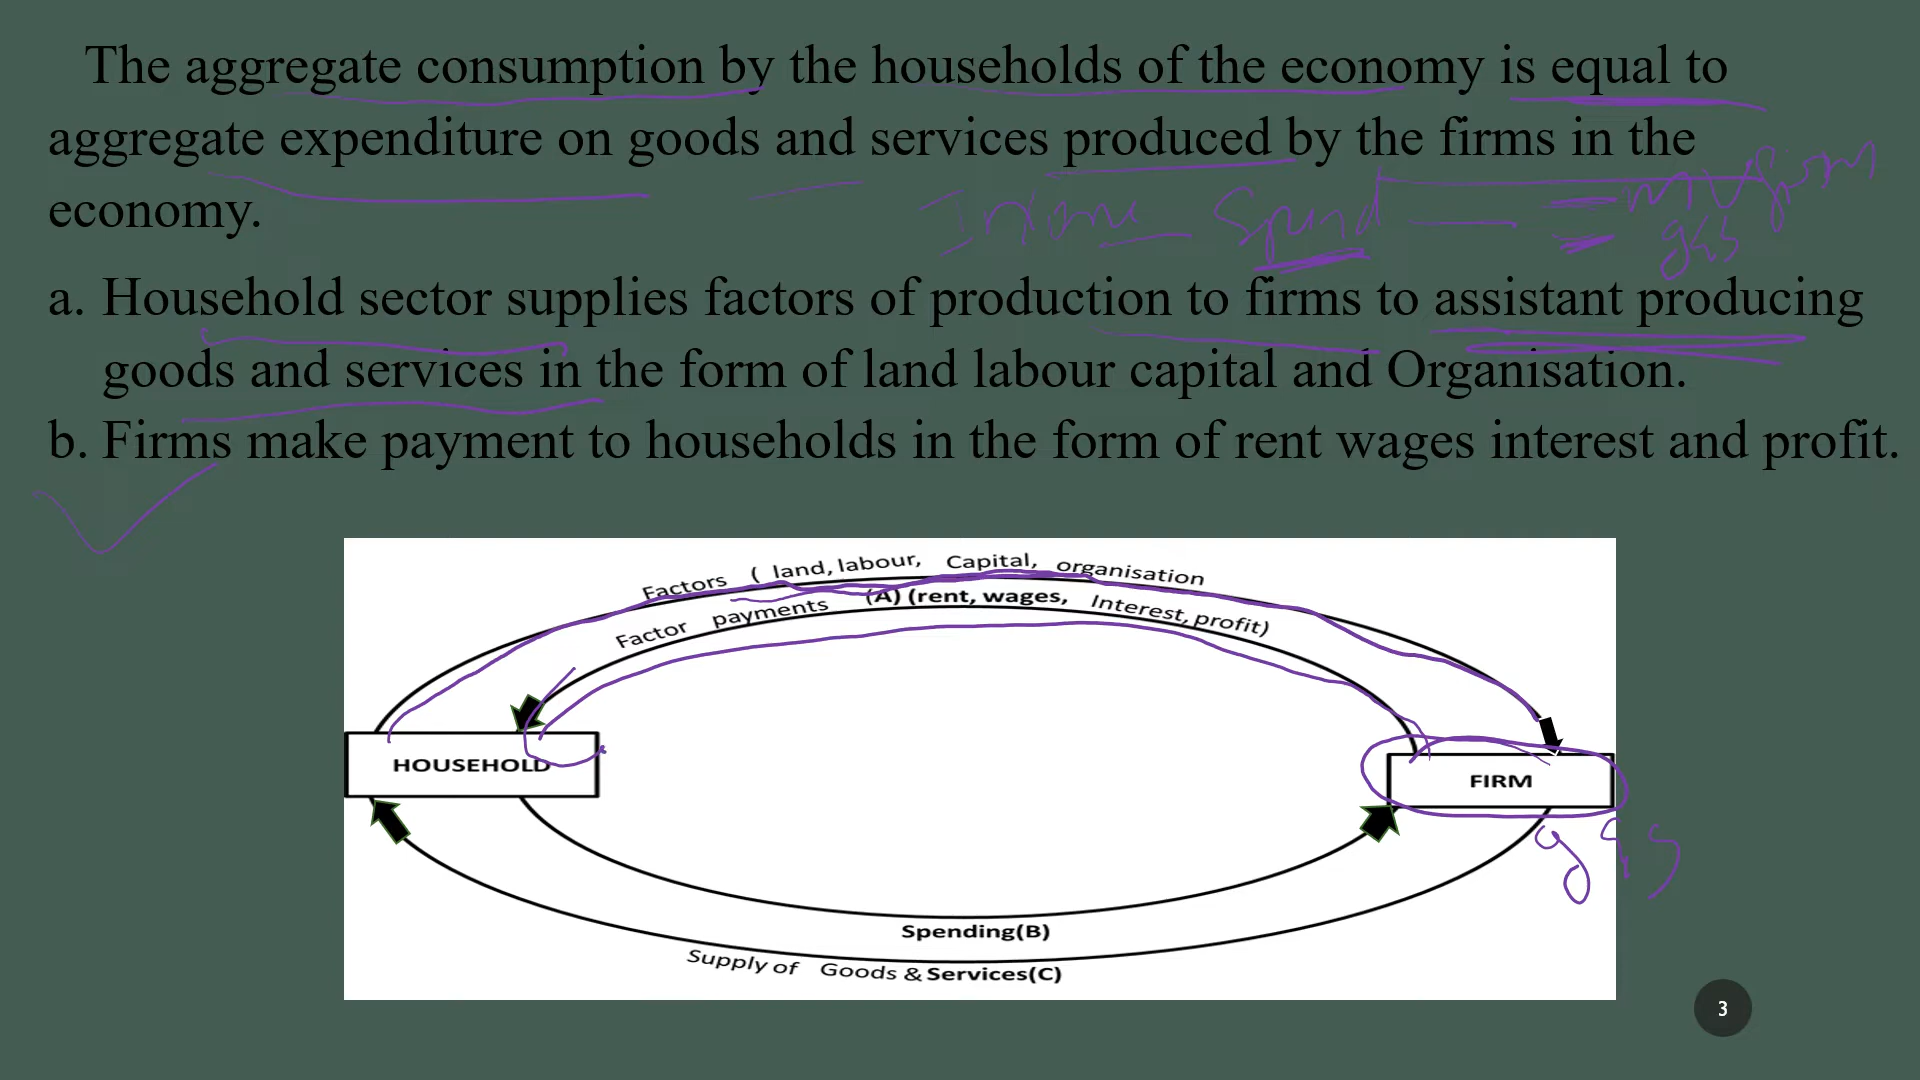 The aggregate consumption by the households of the economy is equal to
aggregate expenditure on goods and services produced by the firms in the
economy.
Income Spend
g&s
a. Household sector supplies factors of production to firms to assistant producing
goods and services in the form of land labour capital and Organisation.
b. Firms make payment to households in the form of rent wages interest and profit.
Factors ( land, labour, Capital, organisation
Factor payments (A) (rent, wages, Interest, profit)
HOUSEHOLD
FIRM
g&s
Spending(B)
Supply of Goods & Services(C)
3